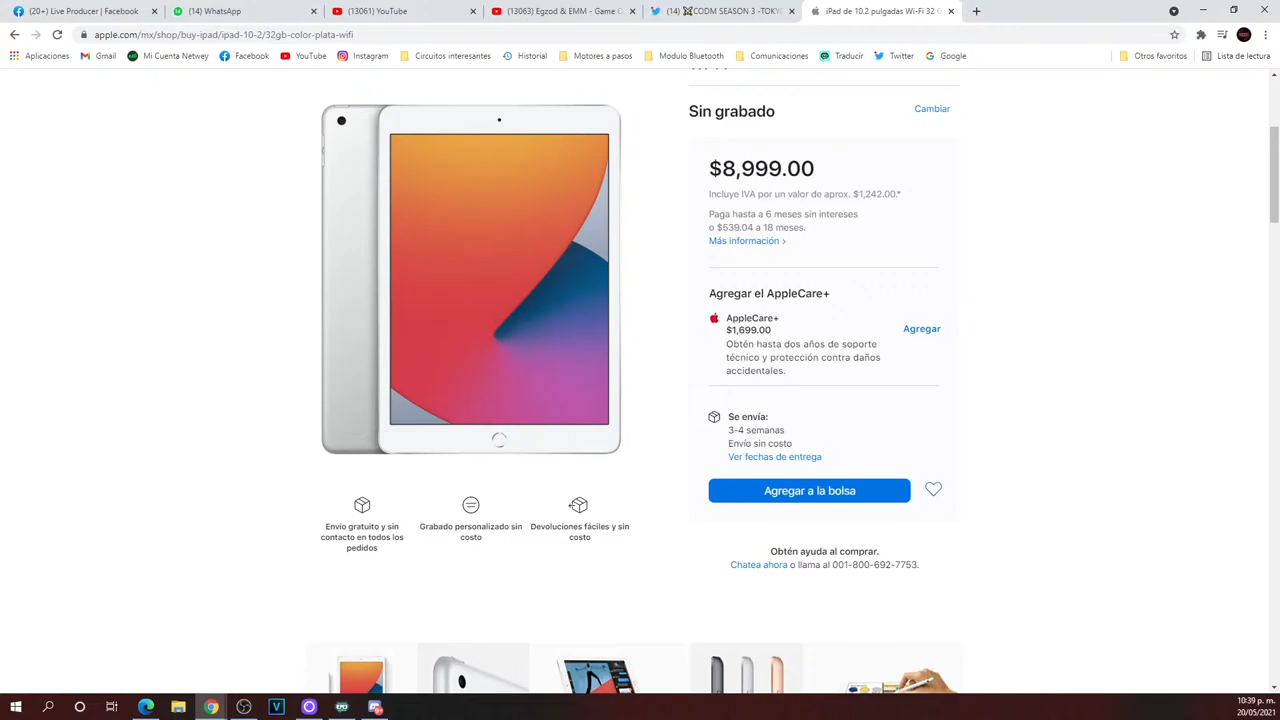 (20+) Live Producer | Facebook
(14) WhatsApp
(13061) YouTube
(13063) Egzod & EMM - Game O
(14) CODM SEASON 3 -TOKYO
iPad de 10.2 pulgadas Wi-Fi 32 G
apple.com/mx/shop/buy-ipad/ipad-10-2/32gb-color-plata-wifi
Aplicaciones
Gmail
Mi Cuenta Netwey
Facebook
YouTube
Instagram
Circuitos interesantes
Historial
Motores a pasos
Modulo Bluetooth
Comunicaciones
Traducir
Twitter
Google
Otros favoritos
Lista de lectura
Sin grabado
Cambiar
$8,999.00
Incluye IVA por un valor de aprox. $1,242.00.*
Paga hasta a 6 meses sin intereses
o $539.04 a 18 meses.
Más información ›
Agregar el AppleCare+
AppleCare+
$1,699.00
Agregar
Obtén hasta dos años de soporte
técnico y protección contra daños
accidentales.
Se envía:
3-4 semanas
Envío sin costo
Ver fechas de entrega
Agregar a la bolsa
Envío gratuito y sin
contacto en todos los
pedidos
Grabado personalizado sin
costo
Devoluciones fáciles y sin
costo
Obtén ayuda al comprar.
Chatea ahora o llama al 001-800-692-7753.
10:39 p. m.
20/05/2021